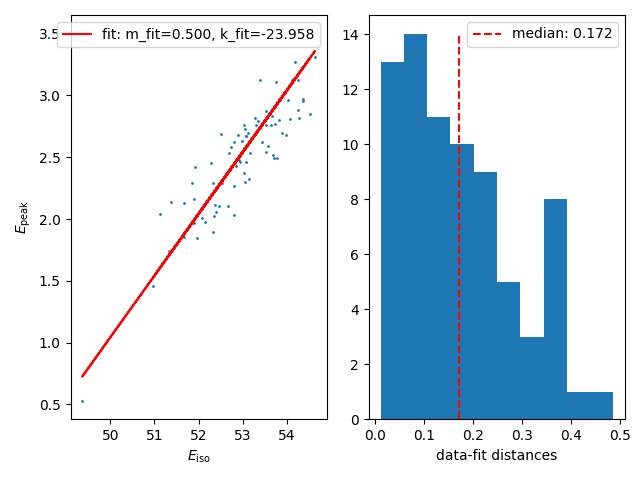 fit: m_fit=0.500, k_fit=-23.958
3.5
3.0
2.5
2.0
1.5
1.0
0.5
E_peak
50 51 52 53 54
E_iso
median: 0.172
14
12
10
8
6
4
2
0
0.0 0.1 0.2 0.3 0.4 0.5
data-fit distances